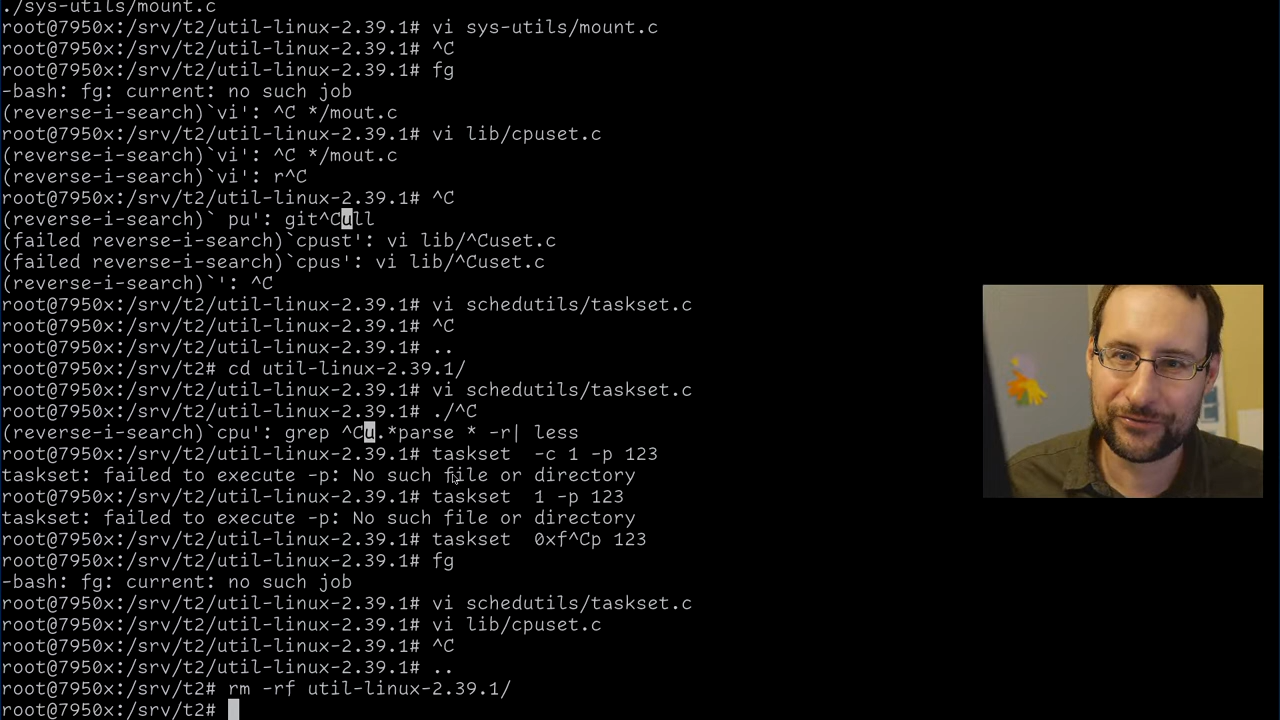 ./sys-utils/mount.c
root@7950x:/srv/t2/util-linux-2.39.1# vi sys-utils/mount.c
root@7950x:/srv/t2/util-linux-2.39.1# ^C
root@7950x:/srv/t2/util-linux-2.39.1# fg
-bash: fg: current: no such job
(reverse-i-search)`vi': ^C */mout.c
root@7950x:/srv/t2/util-linux-2.39.1# vi lib/cpuset.c
(reverse-i-search)`vi': ^C */mout.c
(reverse-i-search)`vi': r^C
root@7950x:/srv/t2/util-linux-2.39.1# ^C
(reverse-i-search)` pu': git^Cull
(failed reverse-i-search)`cpust': vi lib/^Cuset.c
(failed reverse-i-search)`cpus': vi lib/^Cuset.c
(reverse-i-search)`': ^C
root@7950x:/srv/t2/util-linux-2.39.1# vi schedutils/taskset.c
root@7950x:/srv/t2/util-linux-2.39.1# ^C
root@7950x:/srv/t2/util-linux-2.39.1# ..
root@7950x:/srv/t2# cd util-linux-2.39.1/
root@7950x:/srv/t2/util-linux-2.39.1# vi schedutils/taskset.c
root@7950x:/srv/t2/util-linux-2.39.1# ./^C
(reverse-i-search)`cpu': grep ^Cu.*parse * -r| less
root@7950x:/srv/t2/util-linux-2.39.1# taskset  -c 1 -p 123
taskset: failed to execute -p: No such file or directory
root@7950x:/srv/t2/util-linux-2.39.1# taskset  1 -p 123
taskset: failed to execute -p: No such file or directory
root@7950x:/srv/t2/util-linux-2.39.1# taskset  0xf^Cp 123
root@7950x:/srv/t2/util-linux-2.39.1# fg
-bash: fg: current: no such job
root@7950x:/srv/t2/util-linux-2.39.1# vi schedutils/taskset.c
root@7950x:/srv/t2/util-linux-2.39.1# vi lib/cpuset.c
root@7950x:/srv/t2/util-linux-2.39.1# ^C
root@7950x:/srv/t2/util-linux-2.39.1# ..
root@7950x:/srv/t2# rm -rf util-linux-2.39.1/
root@7950x:/srv/t2#